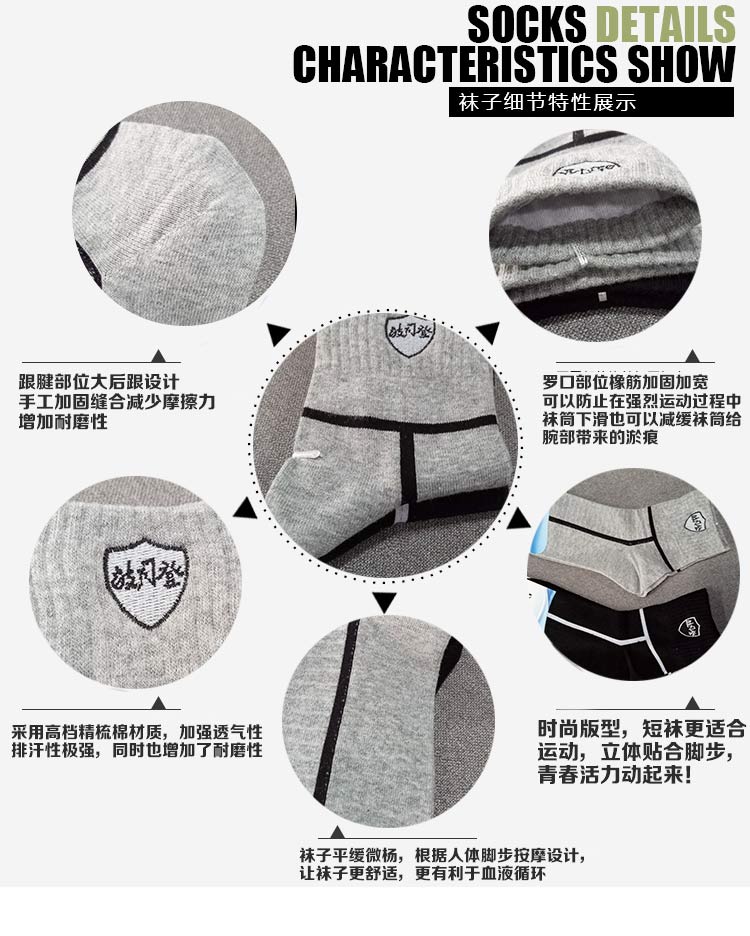 SOCKS DETAILS
CHARACTERISTICS SHOW
袜子细节特性展示
跟腱部位大后跟设计
手工加固缝合减少摩擦力
增加耐磨性
罗口部位橡筋加固加宽
可以防止在强烈运动过程中
袜筒下滑也可以减缓袜筒给
腕部带来的淤痕
采用高档精梳棉材质，加强透气性
排汗性极强，同时也增加了耐磨性
时尚版型，短袜更适合
运动，立体贴合脚步，
青春活力动起来！
袜子平缓微杨，根据人体脚步按摩设计，
让袜子更舒适，更有利于血液循环